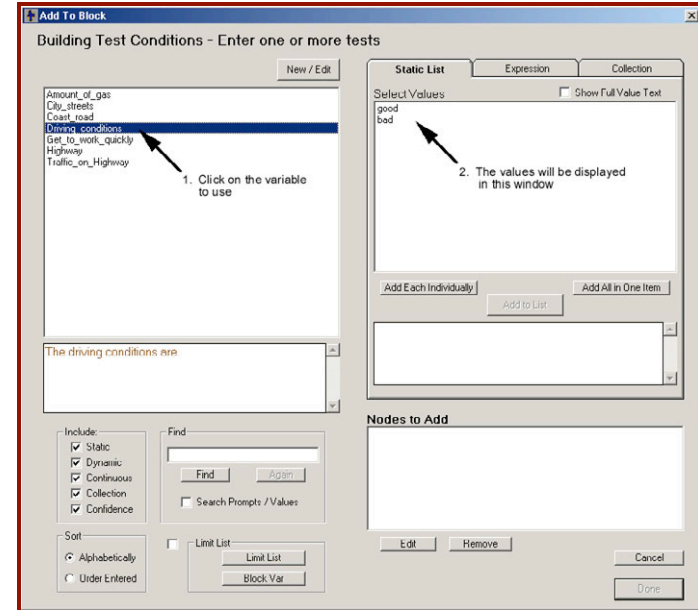 Add To Block
Building Test Conditions - Enter one or more tests
New / Edit
Amount_of_gas
City_streets
Coast_road
Driving_conditions
Get_to_work_quickly
Highway
Traffic_on_Highway
1. Click on the variable
to use
The driving conditions are
Include:
Static
Dynamic
Continuous
Collection
Confidence
Find
Find
Again
Search Prompts / Values
Sort
Alphabetically
Order Entered
Limit List
Limit List
Block Var
Static List
Expression
Collection
Select Values
Show Full Value Text
good
bad
2. The values will be displayed
in this window
Add Each Individually
Add All in One Item
Add to List
Nodes to Add
Edit
Remove
Cancel
Done